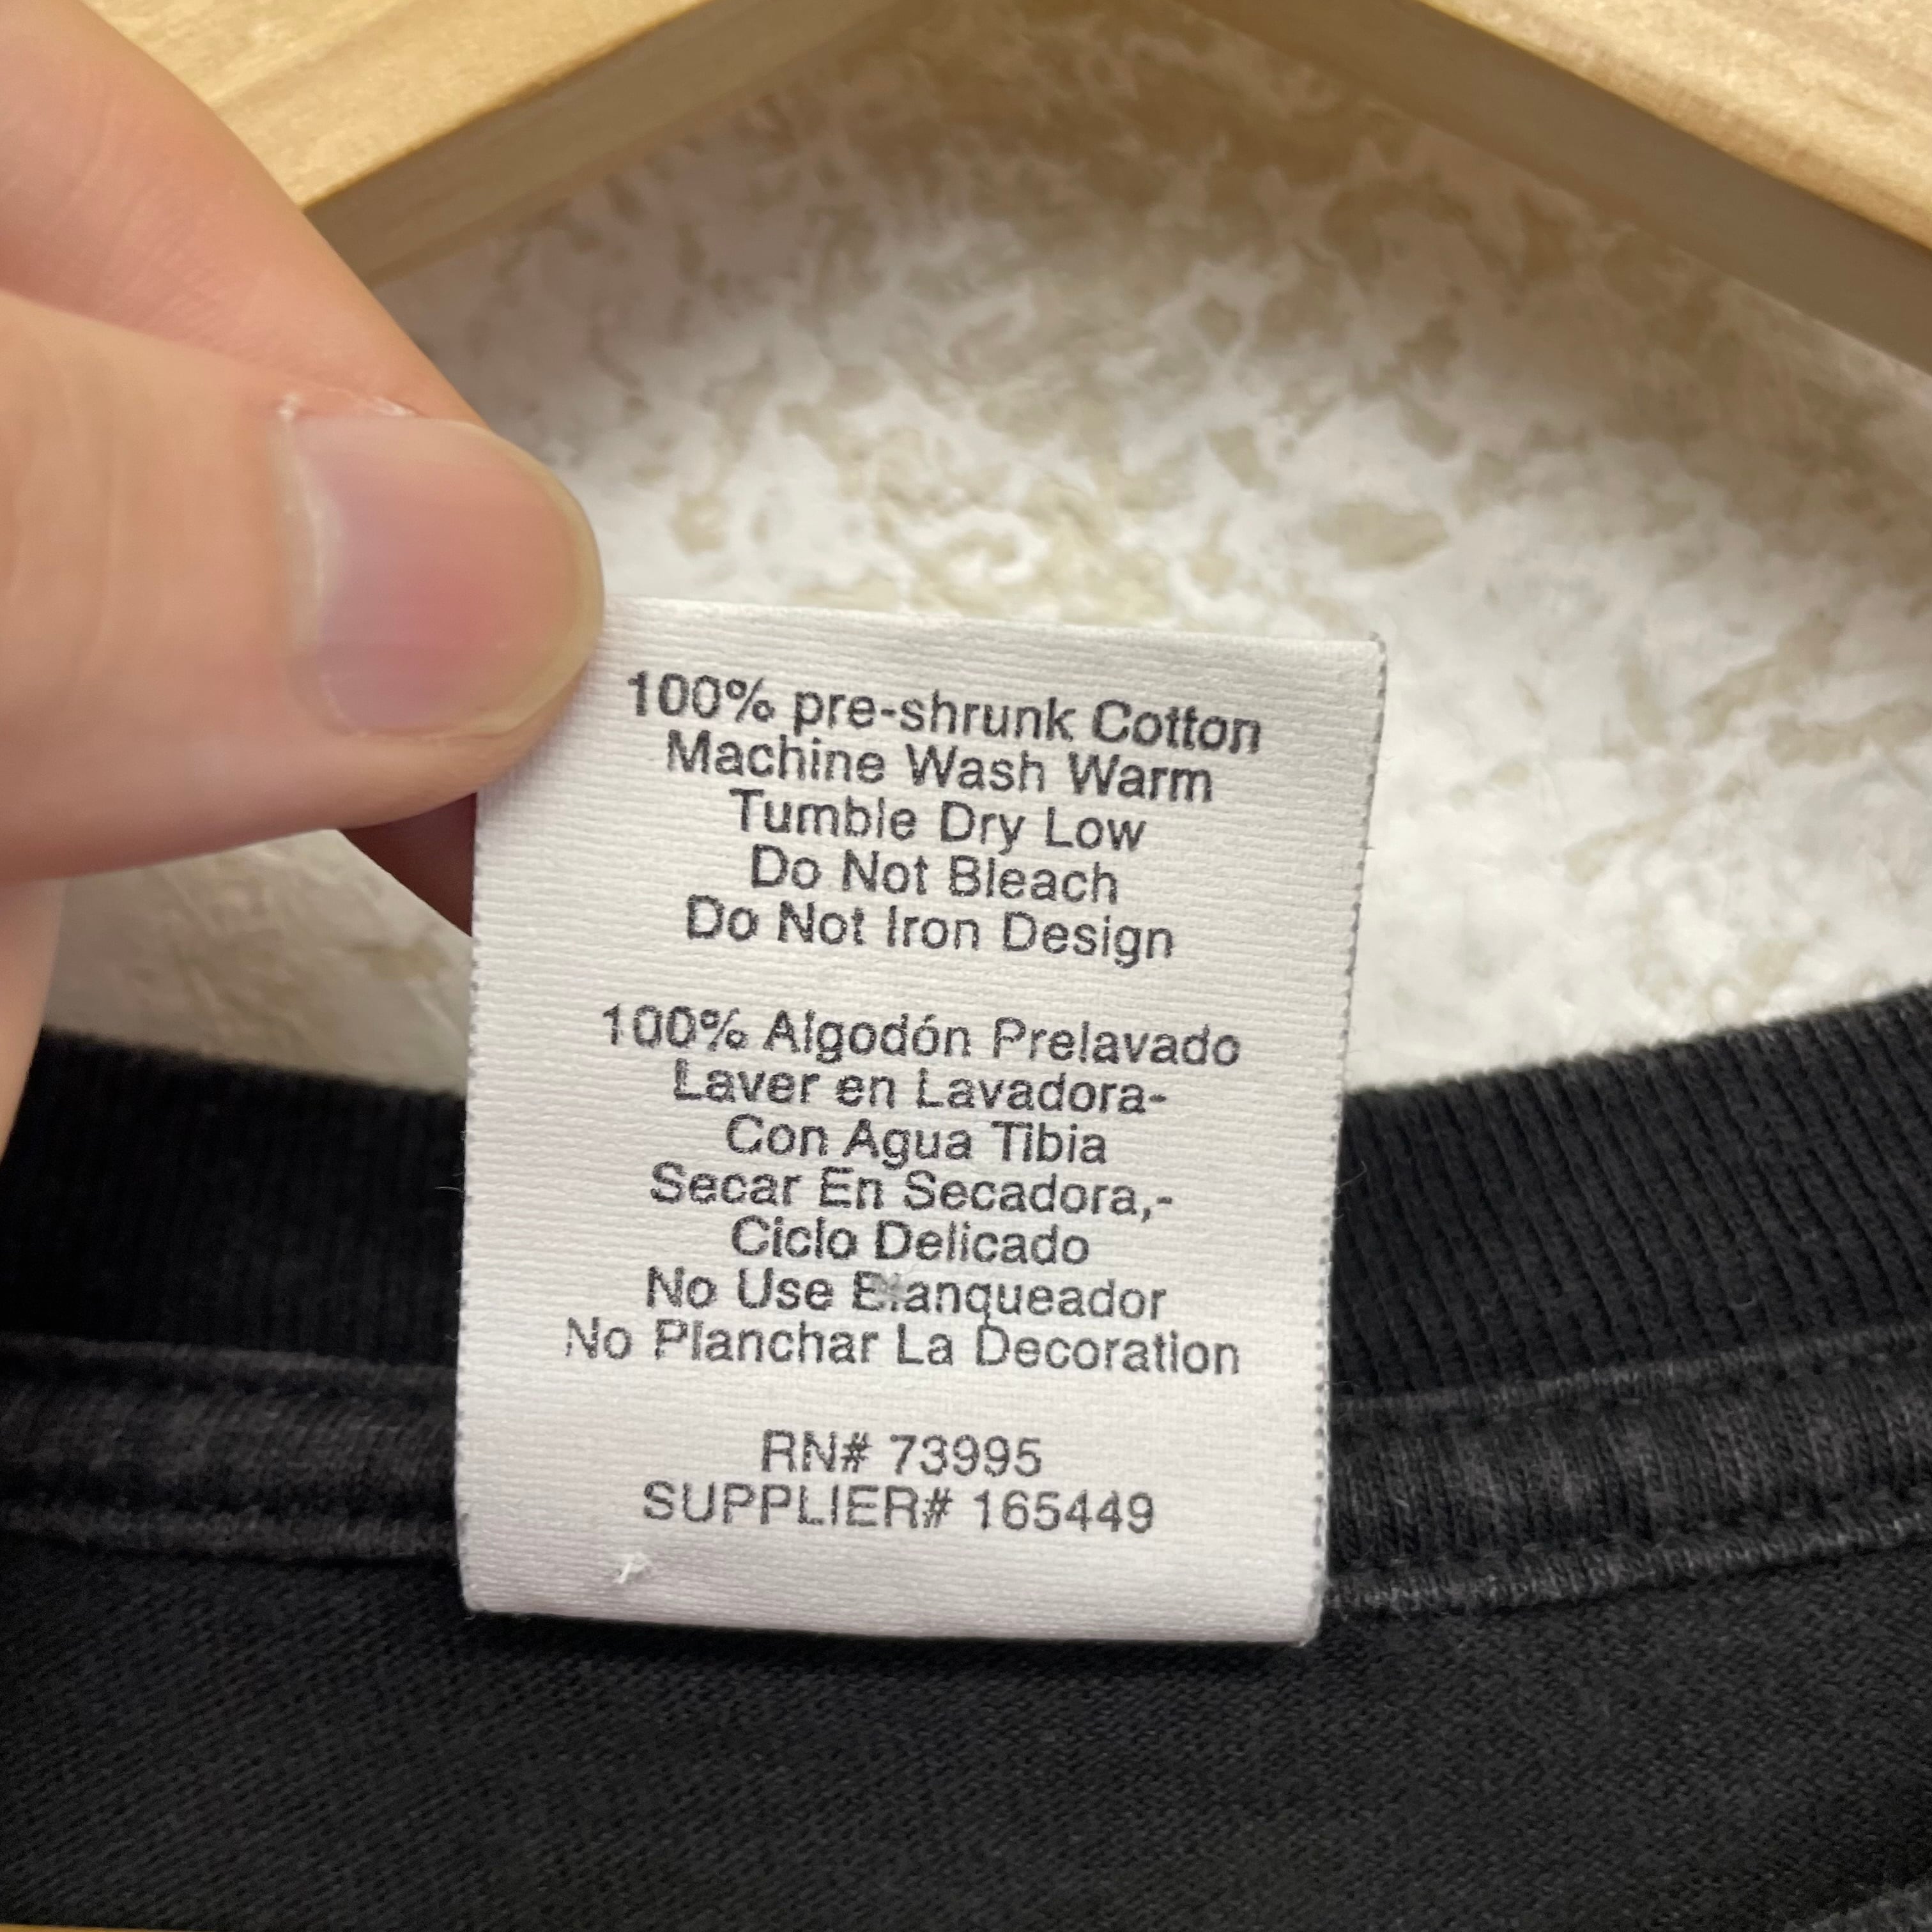 100% pre-shrunk Cotton
Machine Wash Warm
Tumble Dry Low
Do Not Bleach
Do Not Iron Design
100% Algodón Prelavado
Laver en Lavadora-
Con Agua Tibia
Secar En Secadora,-
Ciclo Delicado
No Use Blanqueador
No Planchar La Decoration
RN# 73995
SUPPLIER# 165449